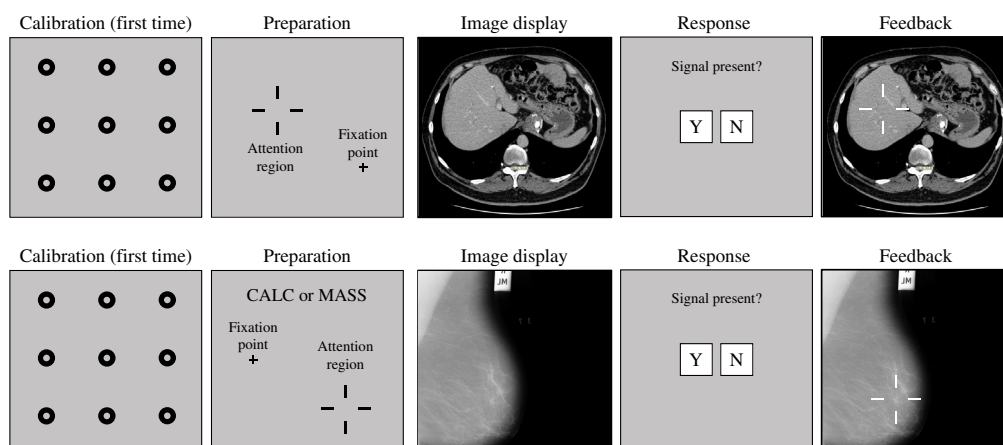 Calibration (first time)
Preparation
Image display
Response
Feedback
Attention
region
Fixation
point
Signal present?
Y N
Calibration (first time)
Preparation
Image display
Response
Feedback
CALC or MASS
Fixation
point
Attention
region
JM
Signal present?
Y N
JM